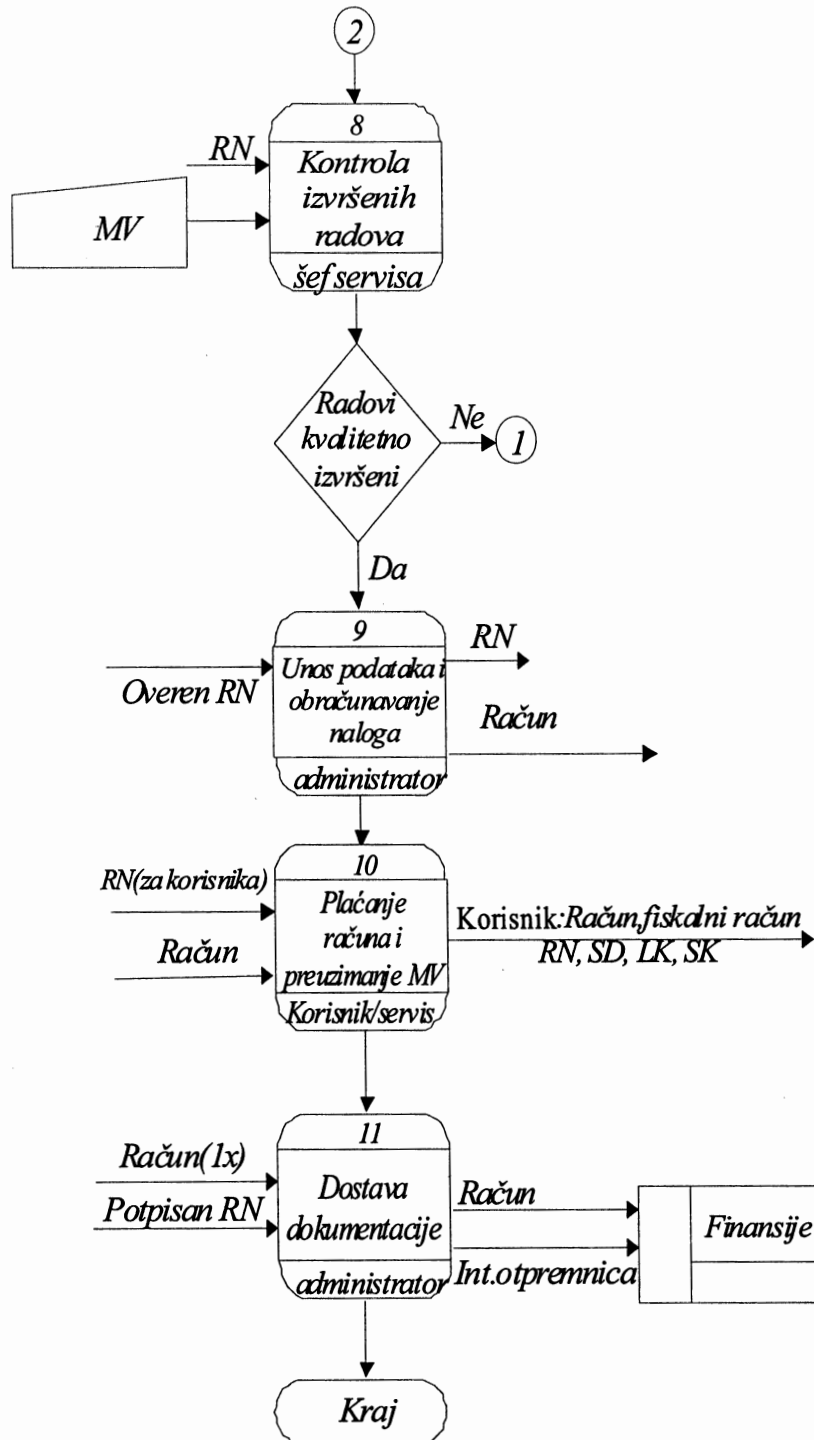 2
8
RN
Kontrola
izvršenih
radova
MV
šef servisa
Radovi
kvalitetno
izvršeni
Ne
1
Da
9
RN
Unos podataka i
obračunavanje
naloga
Overen RN
Račun
administrator
10
RN(za korisnika)
Plaćanje
računa i
preuzimanje MV
Račun
Korisnik:Račun,fiskalni račun
RN, SD, LK, SK
Korisnik/servis
11
Račun(1x)
Potpisan RN
Dostava
dokumentacije
Račun
Int.otpremnica
Finansije
administrator
Kraj